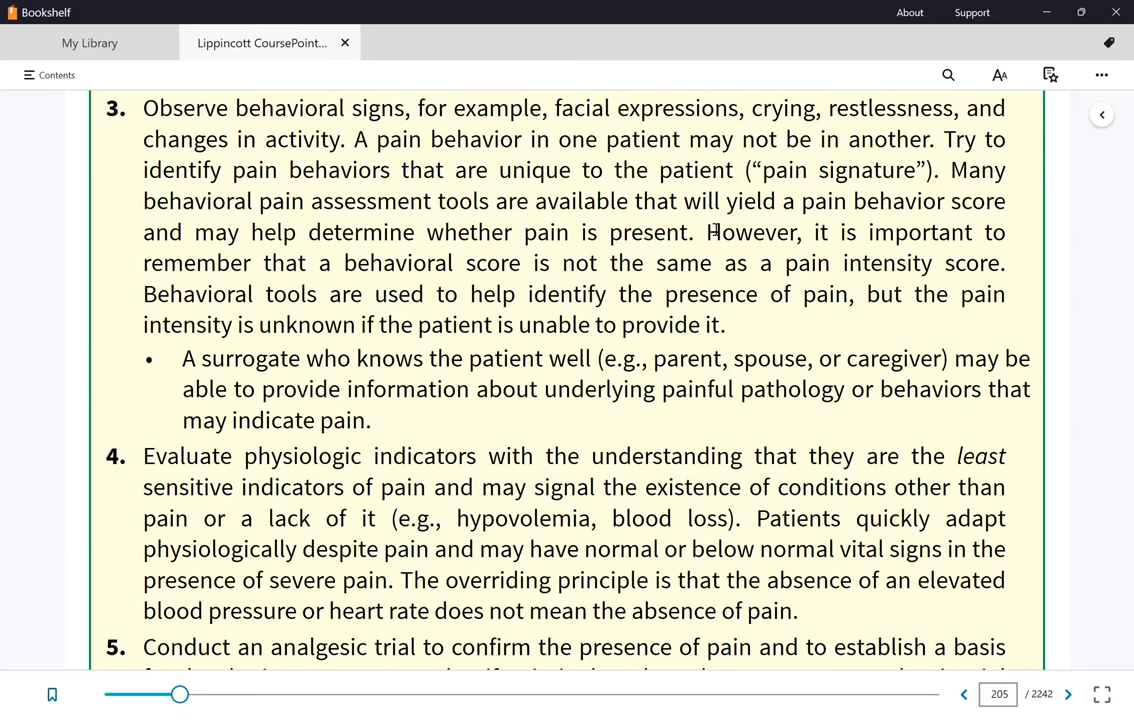 Bookshelf
About
Support
My Library
Lippincott CoursePoint...
Contents
AA
3. Observe behavioral signs, for example, facial expressions, crying, restlessness, and
changes in activity. A pain behavior in one patient may not be in another. Try to
identify pain behaviors that are unique to the patient (“pain signature”). Many
behavioral pain assessment tools are available that will yield a pain behavior score
and may help determine whether pain is present. However, it is important to
remember that a behavioral score is not the same as a pain intensity score.
Behavioral tools are used to help identify the presence of pain, but the pain
intensity is unknown if the patient is unable to provide it.
• A surrogate who knows the patient well (e.g., parent, spouse, or caregiver) may be
able to provide information about underlying painful pathology or behaviors that
may indicate pain.
4. Evaluate physiologic indicators with the understanding that they are the least
sensitive indicators of pain and may signal the existence of conditions other than
pain or a lack of it (e.g., hypovolemia, blood loss). Patients quickly adapt
physiologically despite pain and may have normal or below normal vital signs in the
presence of severe pain. The overriding principle is that the absence of an elevated
blood pressure or heart rate does not mean the absence of pain.
5. Conduct an analgesic trial to confirm the presence of pain and to establish a basis
205 / 2242